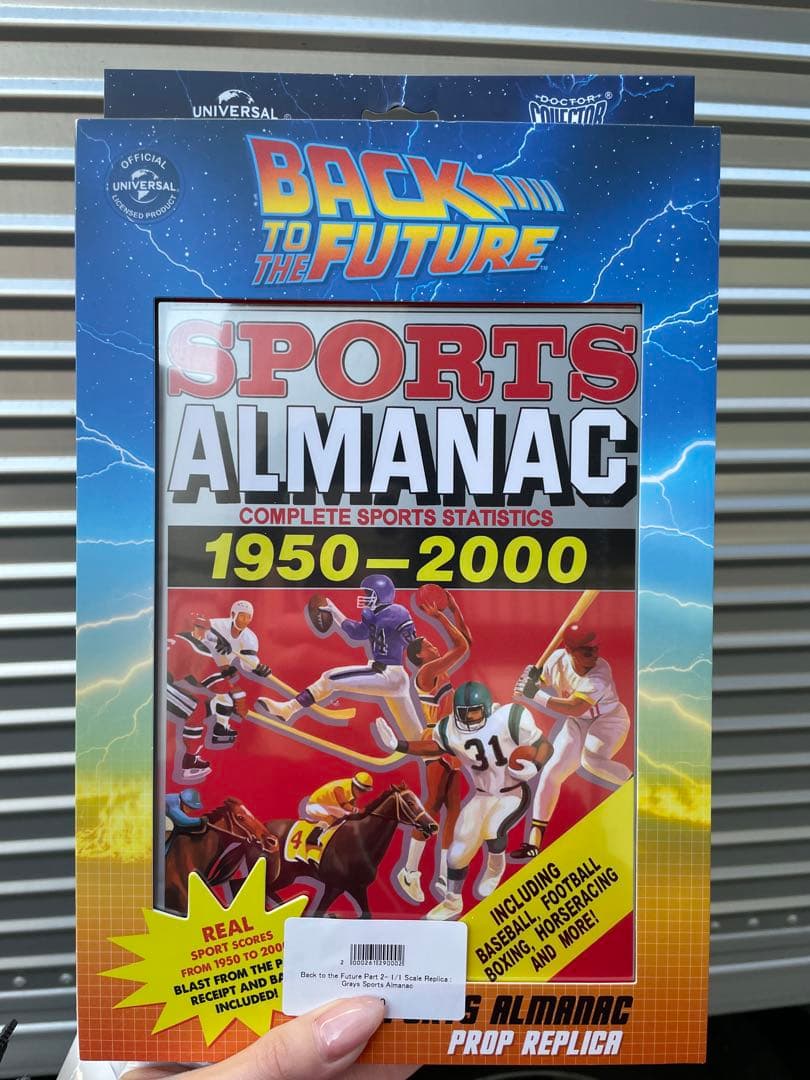 UNIVERSAL
DOCTOR
COLLECTOR
OFFICIAL
UNIVERSAL
LICENSED PRODUCT
BACK
TO
THE FUTURE
SPORTS
ALMANAC
COMPLETE SPORTS STATISTICS
1950–2000
31
4
INCLUDING
BASEBALL, FOOTBALL
BOXING, HORSERACING
AND MORE!
REAL
SPORT SCORES
FROM 1950 TO
BLAST FROM THE
RECEIPT AND
INCLUDED!
Back to the Future Part 2- 1/1 Scale Replica :
Grays Sports Almanac
ALMANAC
PROP REPLICA